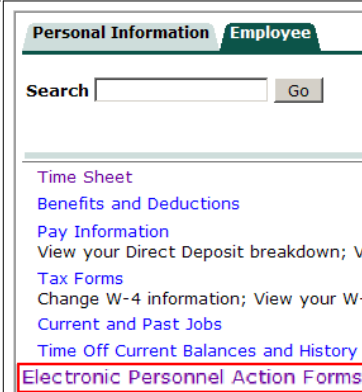 Personal Information Employee
Search Go
Time Sheet
Benefits and Deductions
Pay Information
View your Direct Deposit breakdown;
Tax Forms
Change W-4 information; View your W-
Current and Past Jobs
Time Off Current Balances and History
Electronic Personnel Action Forms